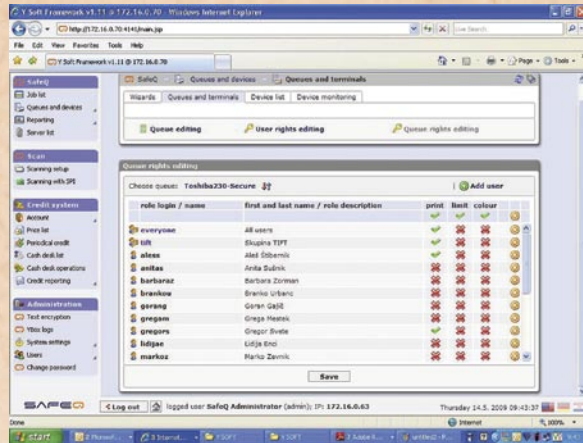 Y Soft Framework v1.11 @ 172.16.0.70 - Windows Internet Explorer
http://172.16.0.70:4141/main.jsp
Live Search
File Edit View Favorites Tools Help
Y Soft Framework v1.11 @ 172.16.0.70
Page Tools
SafeQ
Job list
Queues and devices
Reporting
Server list
Scan
Scanning setup
Scanning with SPE
Credit system
Account
Price list
Periodical credit
Cash desk list
Cash desk operations
Credit reporting
Administration
Text encryption
YBox logs
System settings
Users
Change password
SafeQ Queues and devices Queues and terminals
Wizards Queues and terminals Device list Device monitoring
Queue editing User rights editing Queue rights editing
Queue rights editing
Choose queue: Toshiba230-Secure Add user
role login / name first and last name / role description print limit colour
everyone All users
tift Skupina TIFT
aless Aleš Štibernik
anitas Anita Sušnik
barbaraz Barbara Zorman
brankou Branko Urbanc
gorang Goran Gajič
gregam Grega Mestek
gregors Gregor Svete
lidijae Lidija Enci
markoz Marko Zavnik
Save
SAFEQ Log out logged user SafeQ Administrator (admin); IP: 172.16.0.63 Thursday 14.5. 2009 09:43:37
Done Internet 100%
start